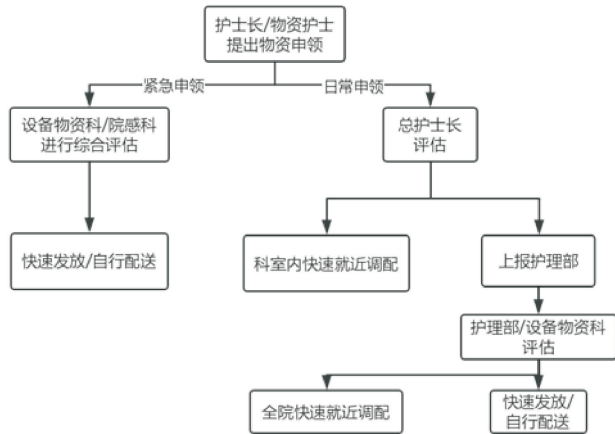 护士长/物资护士
提出物资申领
紧急申领
日常申领
设备物资科/院感科
进行综合评估
总护士长
评估
快速发放/自行配送
科室内快速就近调配
上报护理部
护理部/设备物资科
评估
全院快速就近调配
快速发放/
自行配送